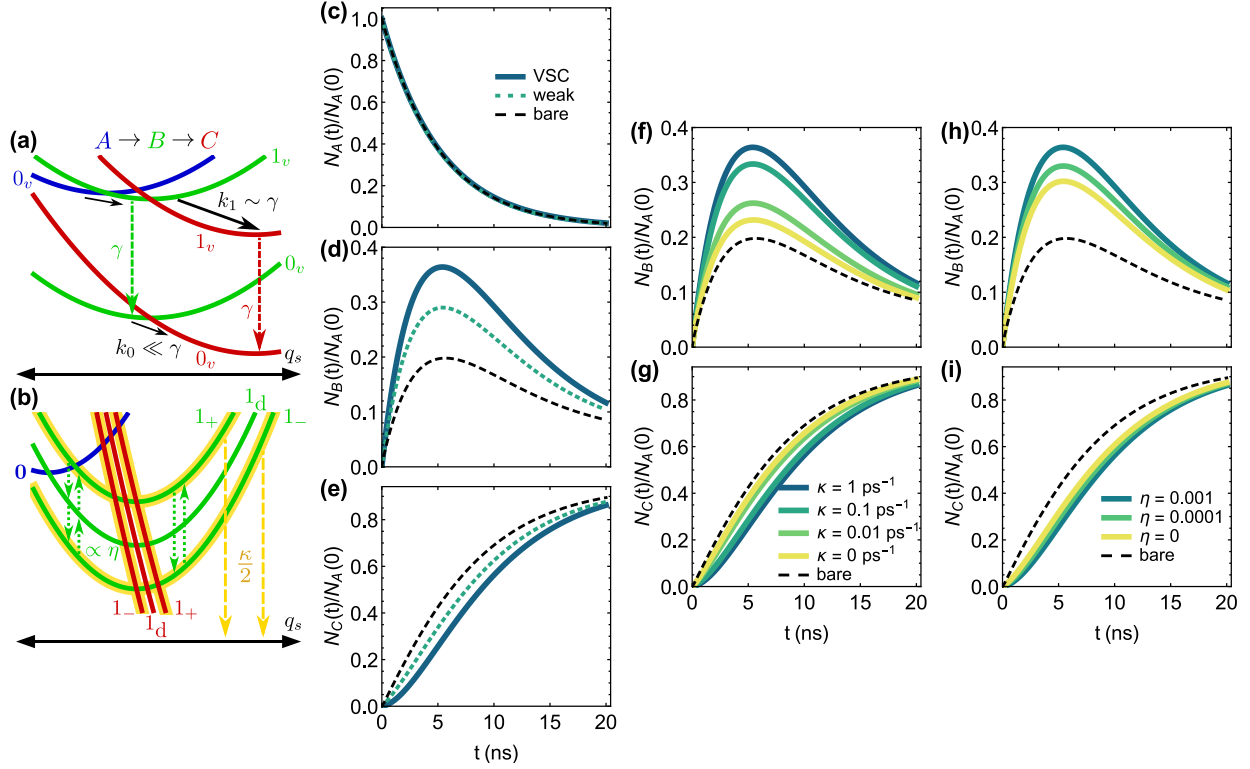 (a)
A → B → C
0v
1v
k1 ∼ γ
γ
1v
0v
γ
k0 ≪ γ
0v
qs
(b)
1+
1d
1−
0
∝ η
κ/2
1−
1d
1+
qs
(c)
NA(t)/NA(0)
1.0
0.8
0.6
0.4
0.2
0.0
VSC
weak
bare
(d)
NB(t)/NA(0)
0.4
0.3
0.2
0.1
0.0
(e)
NC(t)/NA(0)
0.8
0.6
0.4
0.2
0.0
0 5 10 15 20
t (ns)
(f)
NB(t)/NA(0)
0.4
0.3
0.2
0.1
0.0
(g)
NC(t)/NA(0)
1.0
0.8
0.6
0.4
0.2
0.0
κ = 1 ps⁻¹
κ = 0.1 ps⁻¹
κ = 0.01 ps⁻¹
κ = 0 ps⁻¹
bare
0 5 10 15 20
t (ns)
(h)
NB(t)/NA(0)
0.4
0.3
0.2
0.1
0.0
(i)
NC(t)/NA(0)
1.0
0.8
0.6
0.4
0.2
0.0
η = 0.001
η = 0.0001
η = 0
bare
0 5 10 15 20
t (ns)